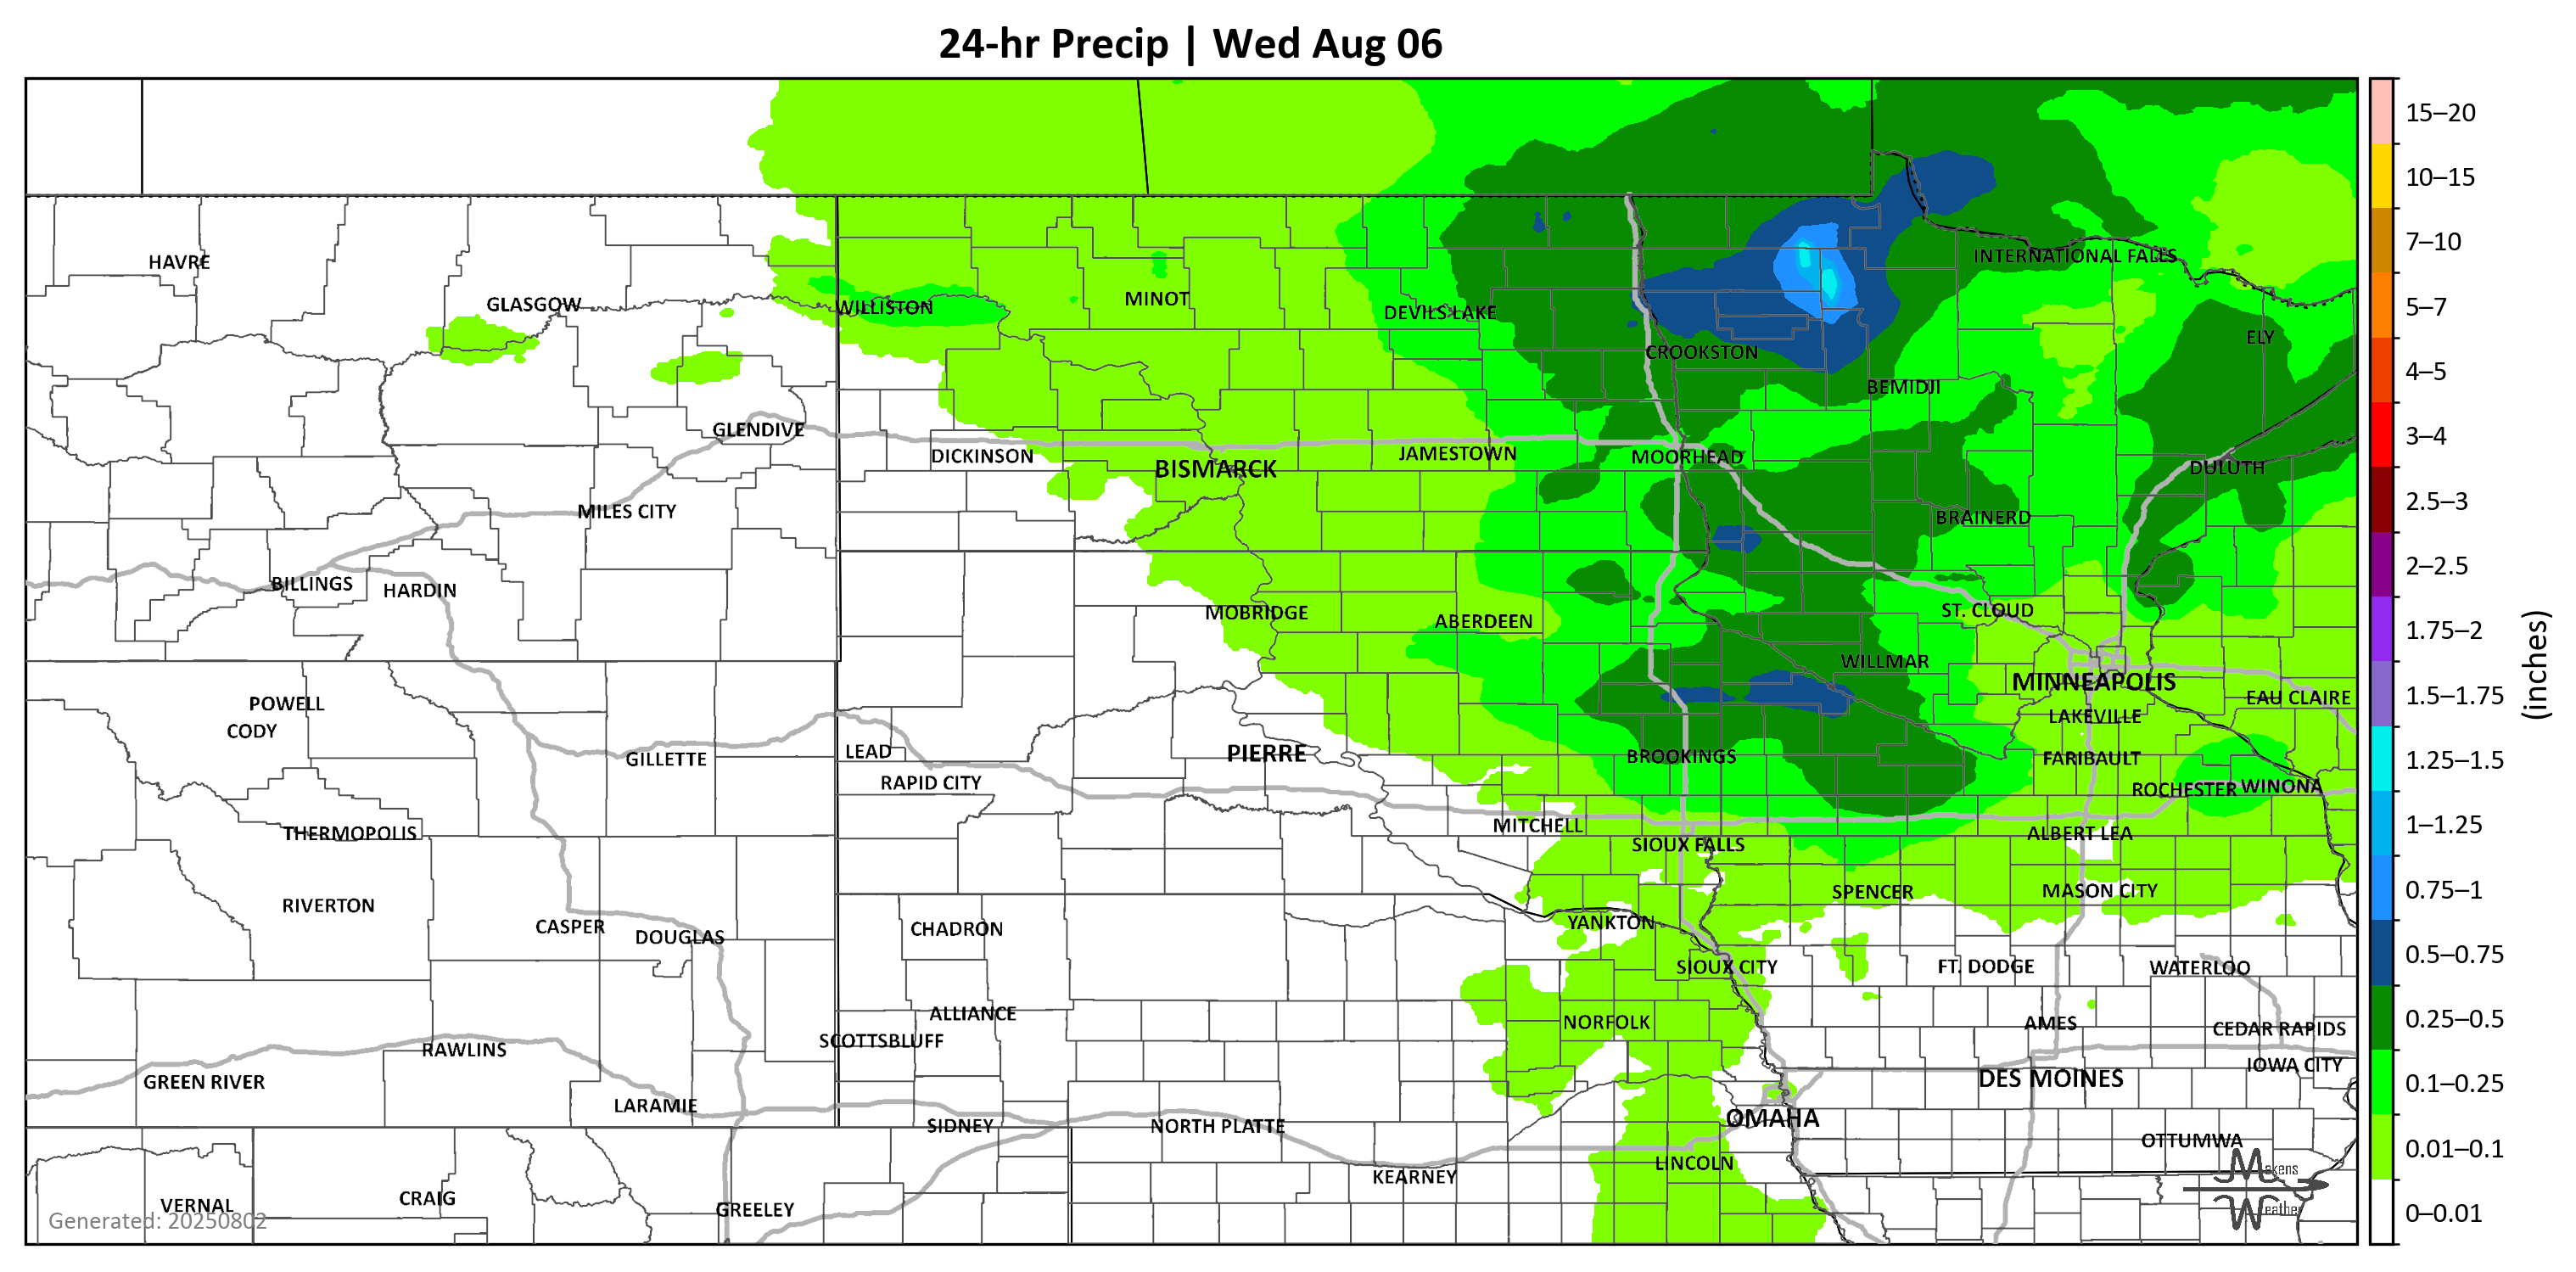 24-hr Precip | Wed Aug 06
15–20
10–15
7–10
5–7
4–5
3–4
2.5–3
2–2.5
1.75–2
1.5–1.75
1.25–1.5
1–1.25
0.75–1
0.5–0.75
0.25–0.5
0.1–0.25
0.01–0.1
0–0.01
(inches)
HAVRE
INTERNATIONAL FALLS
GLASGOW
WILLISTON
MINOT
DEVILS LAKE
ELY
CROOKSTON
BEMIDJI
GLENDIVE
DICKINSON
BISMARCK
JAMESTOWN
MOORHEAD
DULUTH
MILES CITY
BRAINERD
BILLINGS
HARDIN
MOBRIDGE
ABERDEEN
ST. CLOUD
WILLMAR
MINNEAPOLIS
EAU CLAIRE
POWELL
CODY
LAKEVILLE
GILLETTE
LEAD
PIERRE
BROOKINGS
FARIBAULT
RAPID CITY
ROCHESTER
WINONA
THERMOPOLIS
MITCHELL
SIOUX FALLS
ALBERT LEA
RIVERTON
SPENCER
MASON CITY
CASPER
DOUGLAS
CHADRON
YANKTON
SIOUX CITY
FT. DODGE
WATERLOO
ALLIANCE
NORFOLK
AMES
CEDAR RAPIDS
SCOTTSBLUFF
RAWLINS
IOWA CITY
GREEN RIVER
DES MOINES
LARAMIE
SIDNEY
NORTH PLATTE
OMAHA
OTTUMWA
LINCOLN
KEARNEY
VERNAL
CRAIG
GREELEY
Generated: 20250802
Makens
Weather